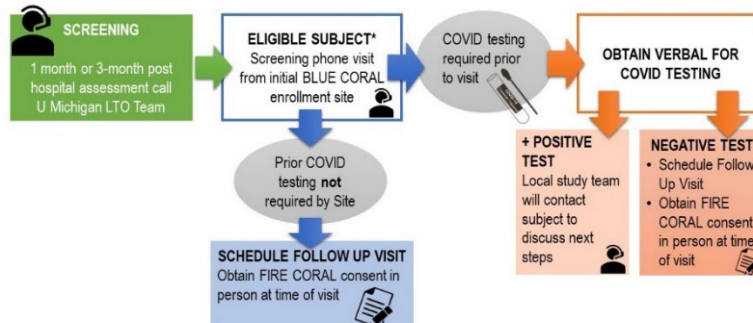 SCREENING
1 month or 3-month post
hospital assessment call
U Michigan LTO Team
ELIGIBLE SUBJECT*
Screening phone visit
from initial BLUE CORAL
enrollment site
COVID testing
required prior
to visit
OBTAIN VERBAL FOR
COVID TESTING
Prior COVID
testing not
required by Site
SCHEDULE FOLLOW UP VISIT
Obtain FIRE CORAL consent in
person at time of visit
+ POSITIVE
TEST
Local study team
will contact
subject to
discuss next
steps
NEGATIVE TEST
• Schedule Follow
Up Visit
• Obtain FIRE
CORAL consent
in person at time
of visit